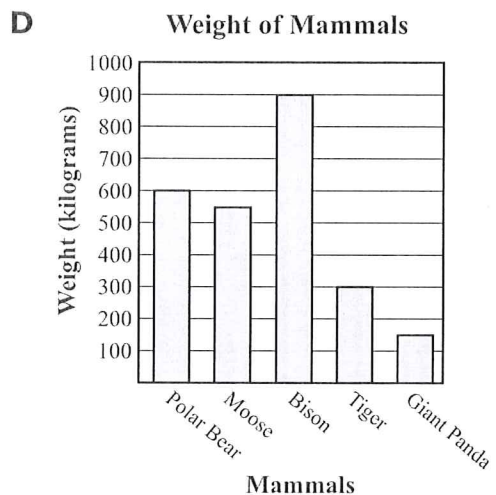 D
Weight of Mammals
Weight (kilograms)
1000
900
800
700
600
500
400
300
200
100
Polar Bear
Moose
Bison
Tiger
Giant Panda
Mammals